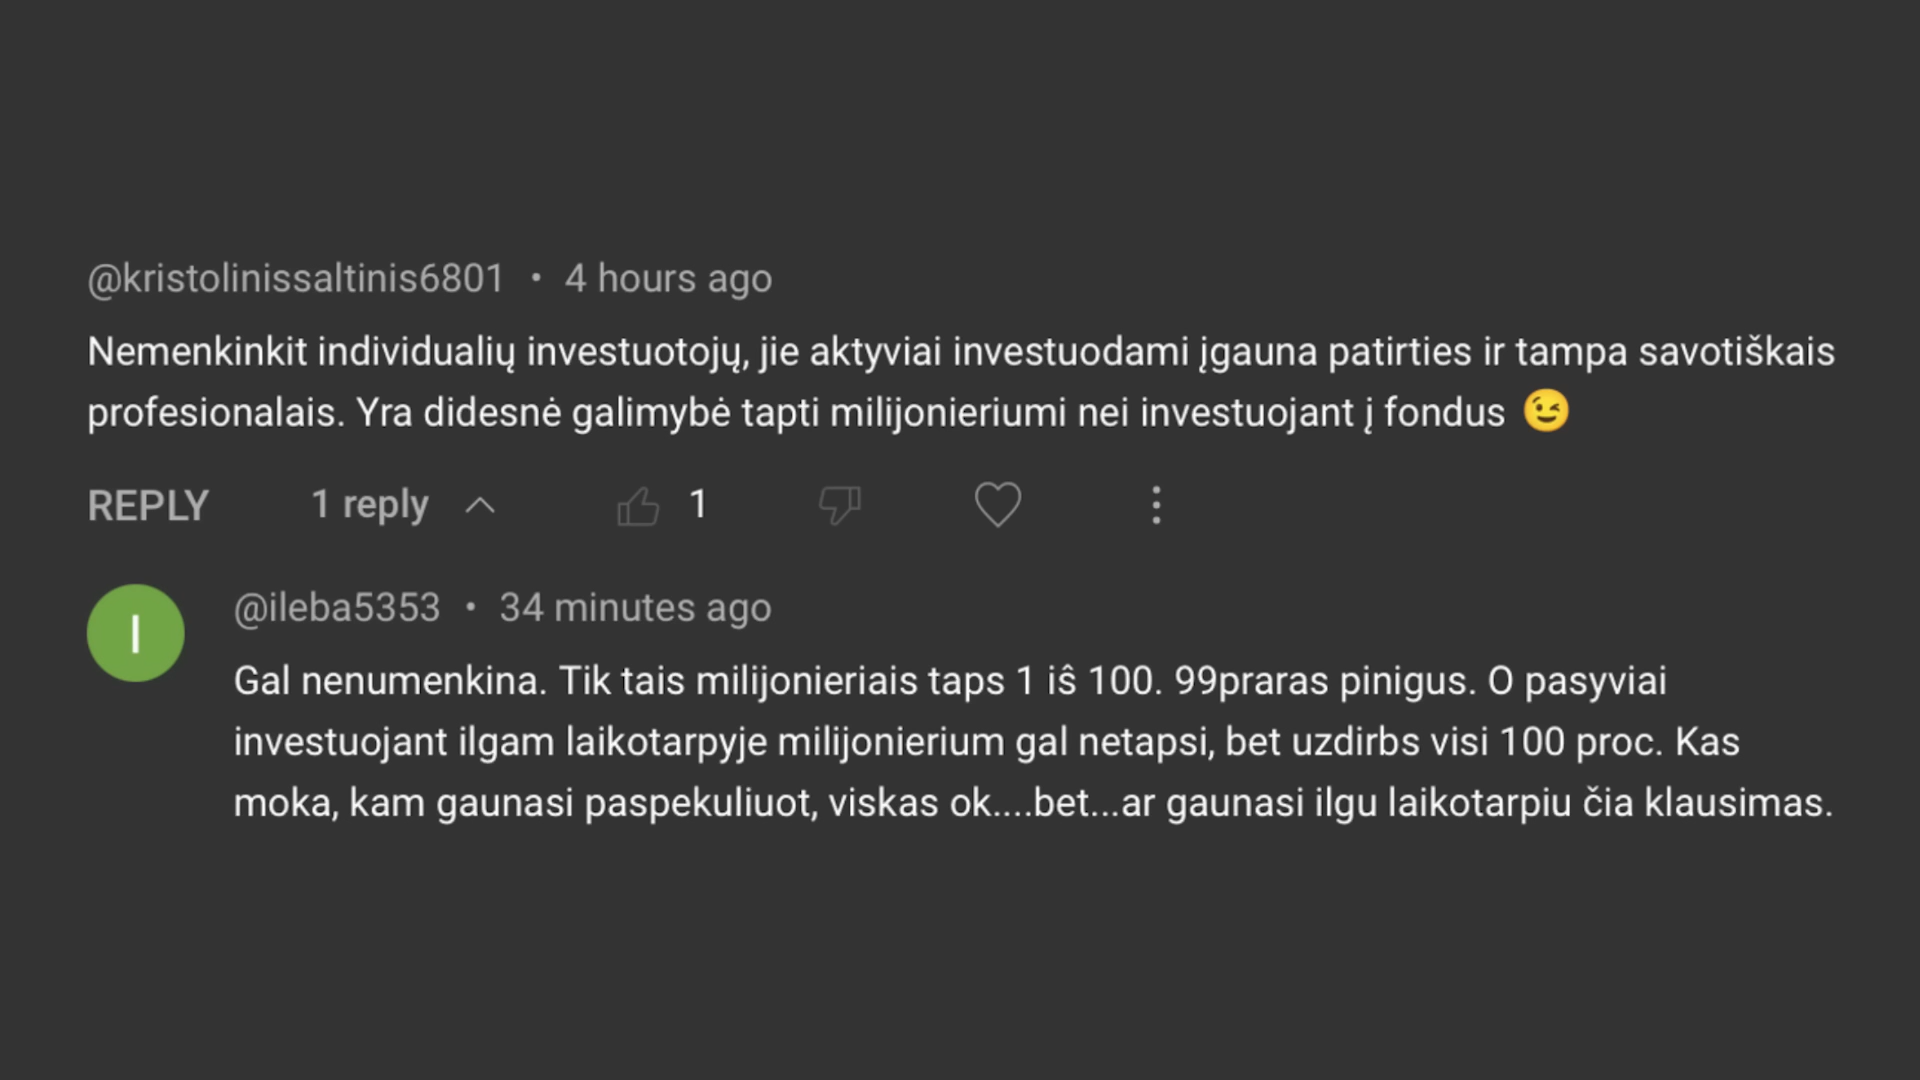 @kristolinissaltinis6801 • 4 hours ago
Nemenkinkit individualių investuotojų, jie aktyviai investuodami įgauna patirties ir tampa savotiškais
profesionalais. Yra didesnė galimybė tapti milijonieriumi nei investuojant į fondus 😉
REPLY 1 reply 1
I
@ileba5353 • 34 minutes ago
Gal nenumenkina. Tik tais milijonieriais taps 1 iŝ 100. 99praras pinigus. O pasyviai
investuojant ilgam laikotarpyje milijonierium gal netapsi, bet uzdirbs visi 100 proc. Kas
moka, kam gaunasi paspekuliuot, viskas ok....bet...ar gaunasi ilgu laikotarpiu čia klausimas.